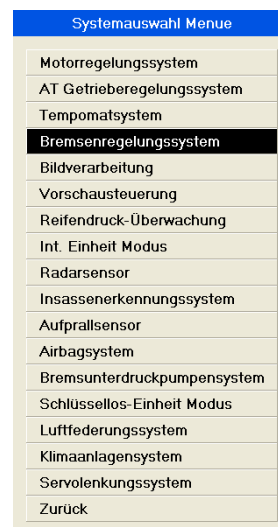 Systemauswahl Menue
Motorregelungssystem
AT Getrieberegelungssystem
Tempomatsystem
Bremsenregelungssystem
Bildverarbeitung
Vorschausteuerung
Reifendruck-Überwachung
Int. Einheit Modus
Radarsensor
Insassenerkennungssystem
Aufprallsensor
Airbagsystem
Bremsunterdruckpumpensystem
Schlüssellos-Einheit Modus
Luftfederungssystem
Klimaanlagensystem
Servolenkungssystem
Zurück